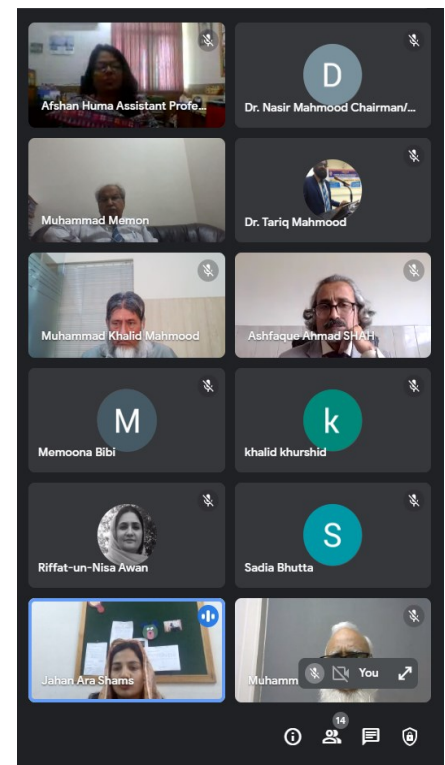 Afshan Huma Assistant Profe...
D
Dr. Nasir Mahmood Chairman/...
Muhammad Memon
Dr. Tariq Mahmood
Muhammad Khalid Mahmood
Ashfaque Ahmad SHAH
M
Memoona Bibi
k
khalid khurshid
Riffat-un-Nisa Awan
S
Sadia Bhutta
Jahan Ara Shams
Muhamm
You
14